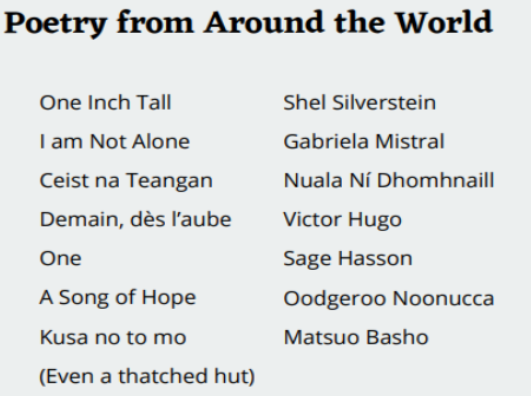 Poetry from Around the World
One Inch Tall Shel Silverstein
I am Not Alone Gabriela Mistral
Ceist na Teangan Nuala Ní Dhomhnaill
Demain, dès l'aube Victor Hugo
One Sage Hasson
A Song of Hope Oodgeroo Noonucca
Kusa no to mo Matsuo Basho
(Even a thatched hut)